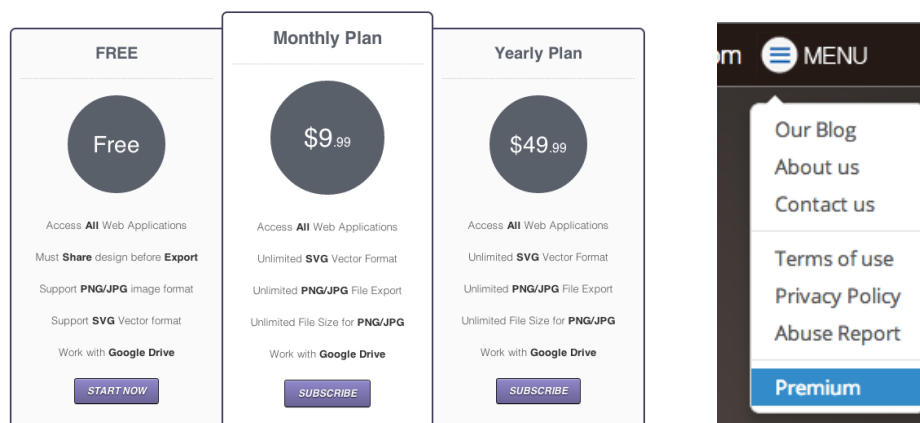 FREE
Free
Access All Web Applications
Must Share design before Export
Support PNG/JPG image format
Support SVG Vector format
Work with Google Drive
START NOW
Monthly Plan
$9.99
Access All Web Applications
Unlimited SVG Vector Format
Unlimited PNG/JPG File Export
Unlimited File Size for PNG/JPG
Work with Google Drive
SUBSCRIBE
Yearly Plan
$49.99
Access All Web Applications
Unlimited SVG Vector Format
Unlimited PNG/JPG File Export
Unlimited File Size for PNG/JPG
Work with Google Drive
SUBSCRIBE
om MENU
Our Blog
About us
Contact us
Terms of use
Privacy Policy
Abuse Report
Premium